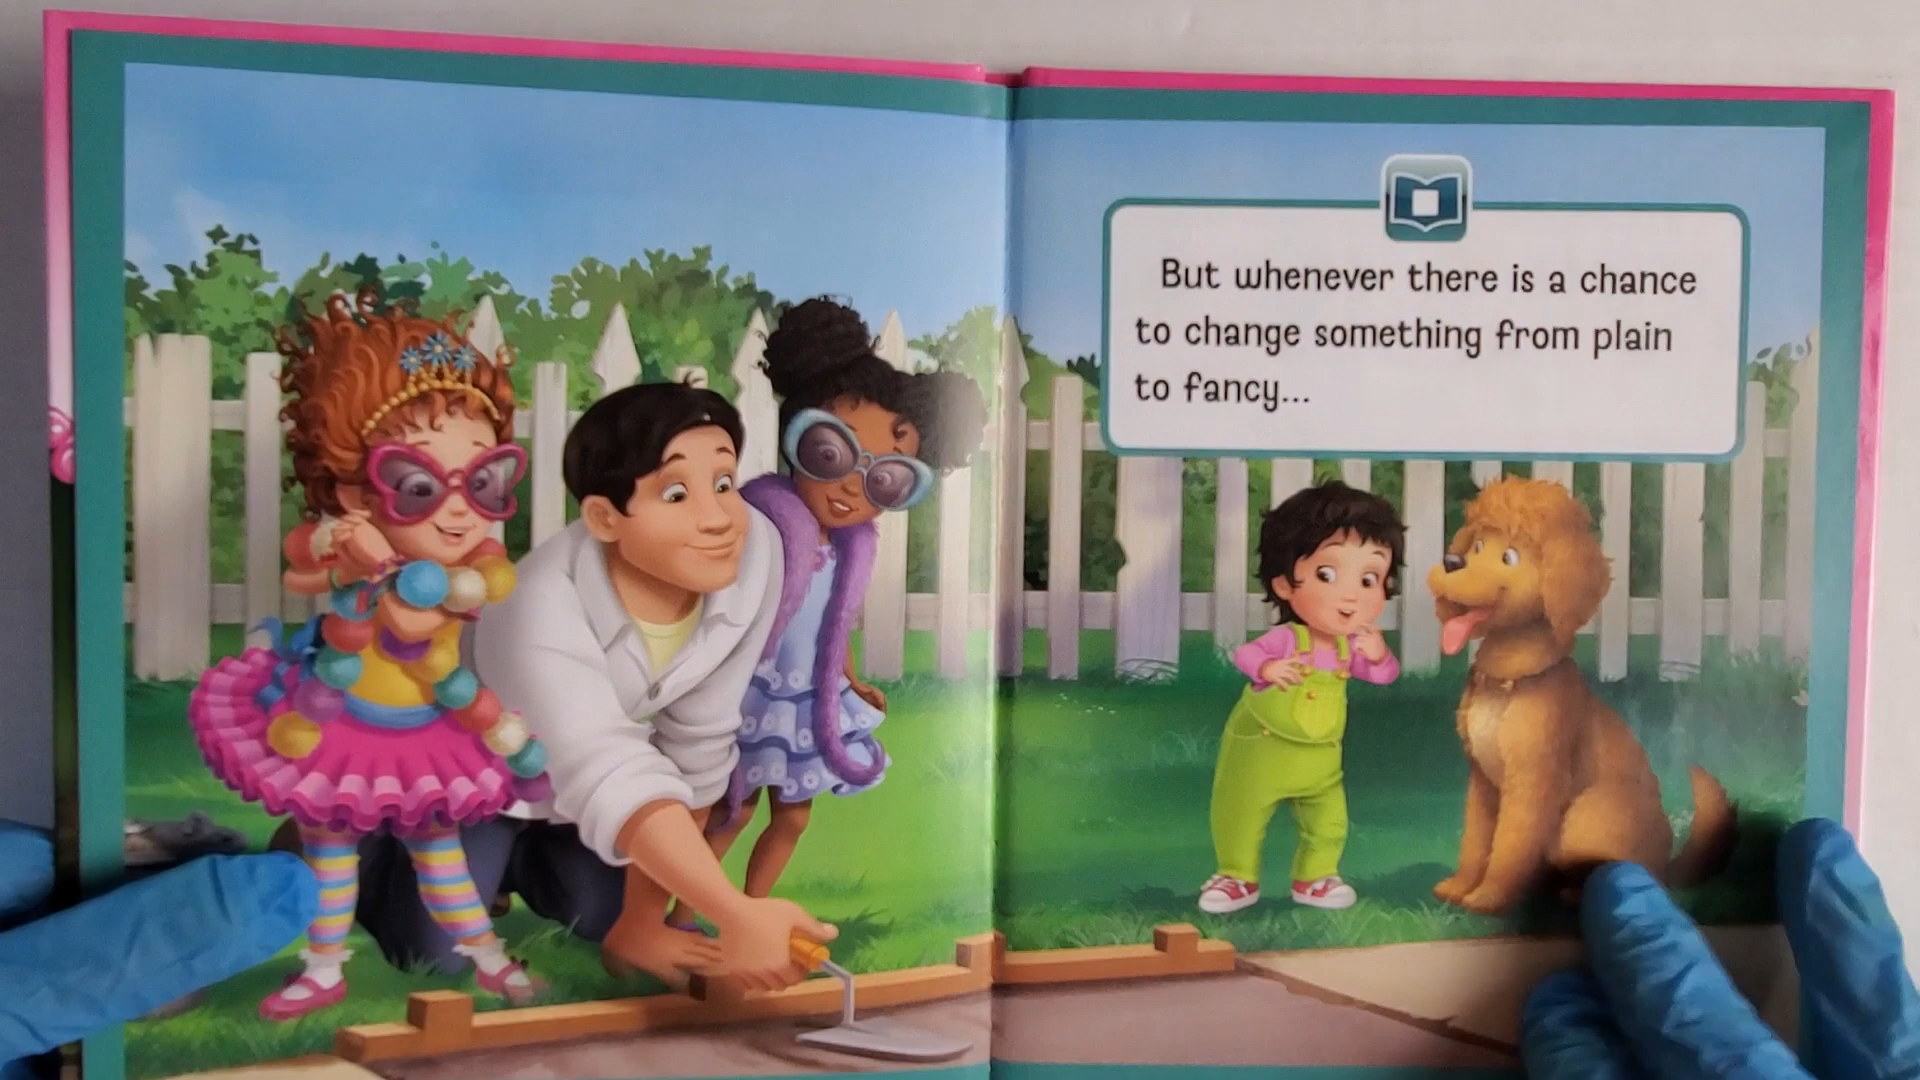 But whenever there is a chance
to change something from plain
to fancy...